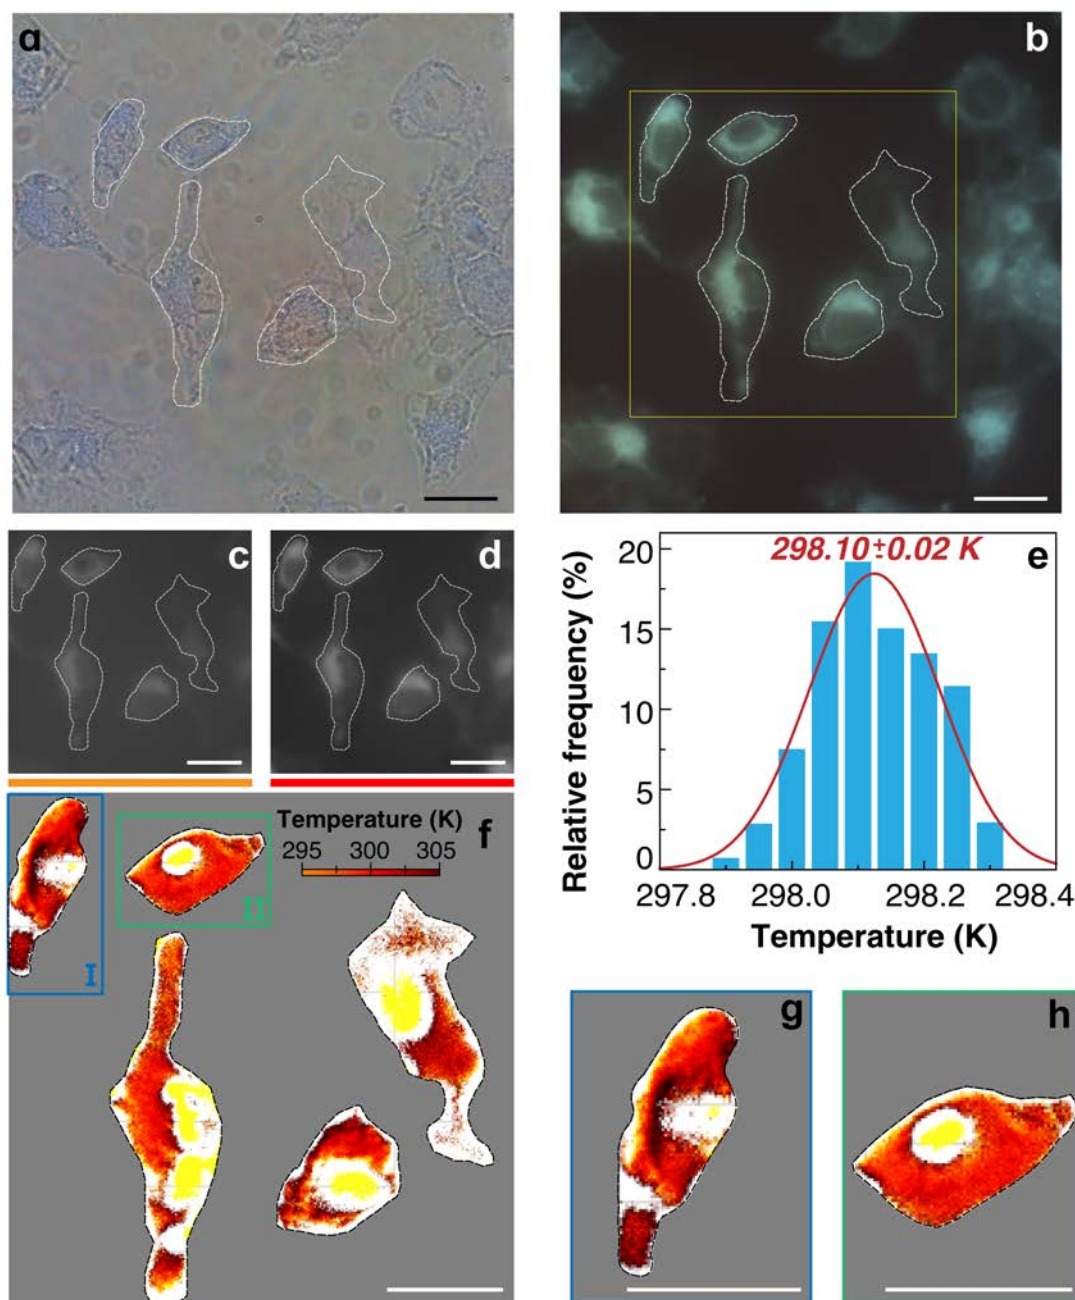 a
b
c
d
298.10±0.02 K
e
20
15
10
5
0
Relative frequency (%)
297.8 298.0 298.2 298.4
Temperature (K)
Temperature (K)
f
295 300 305
I
II
g
h